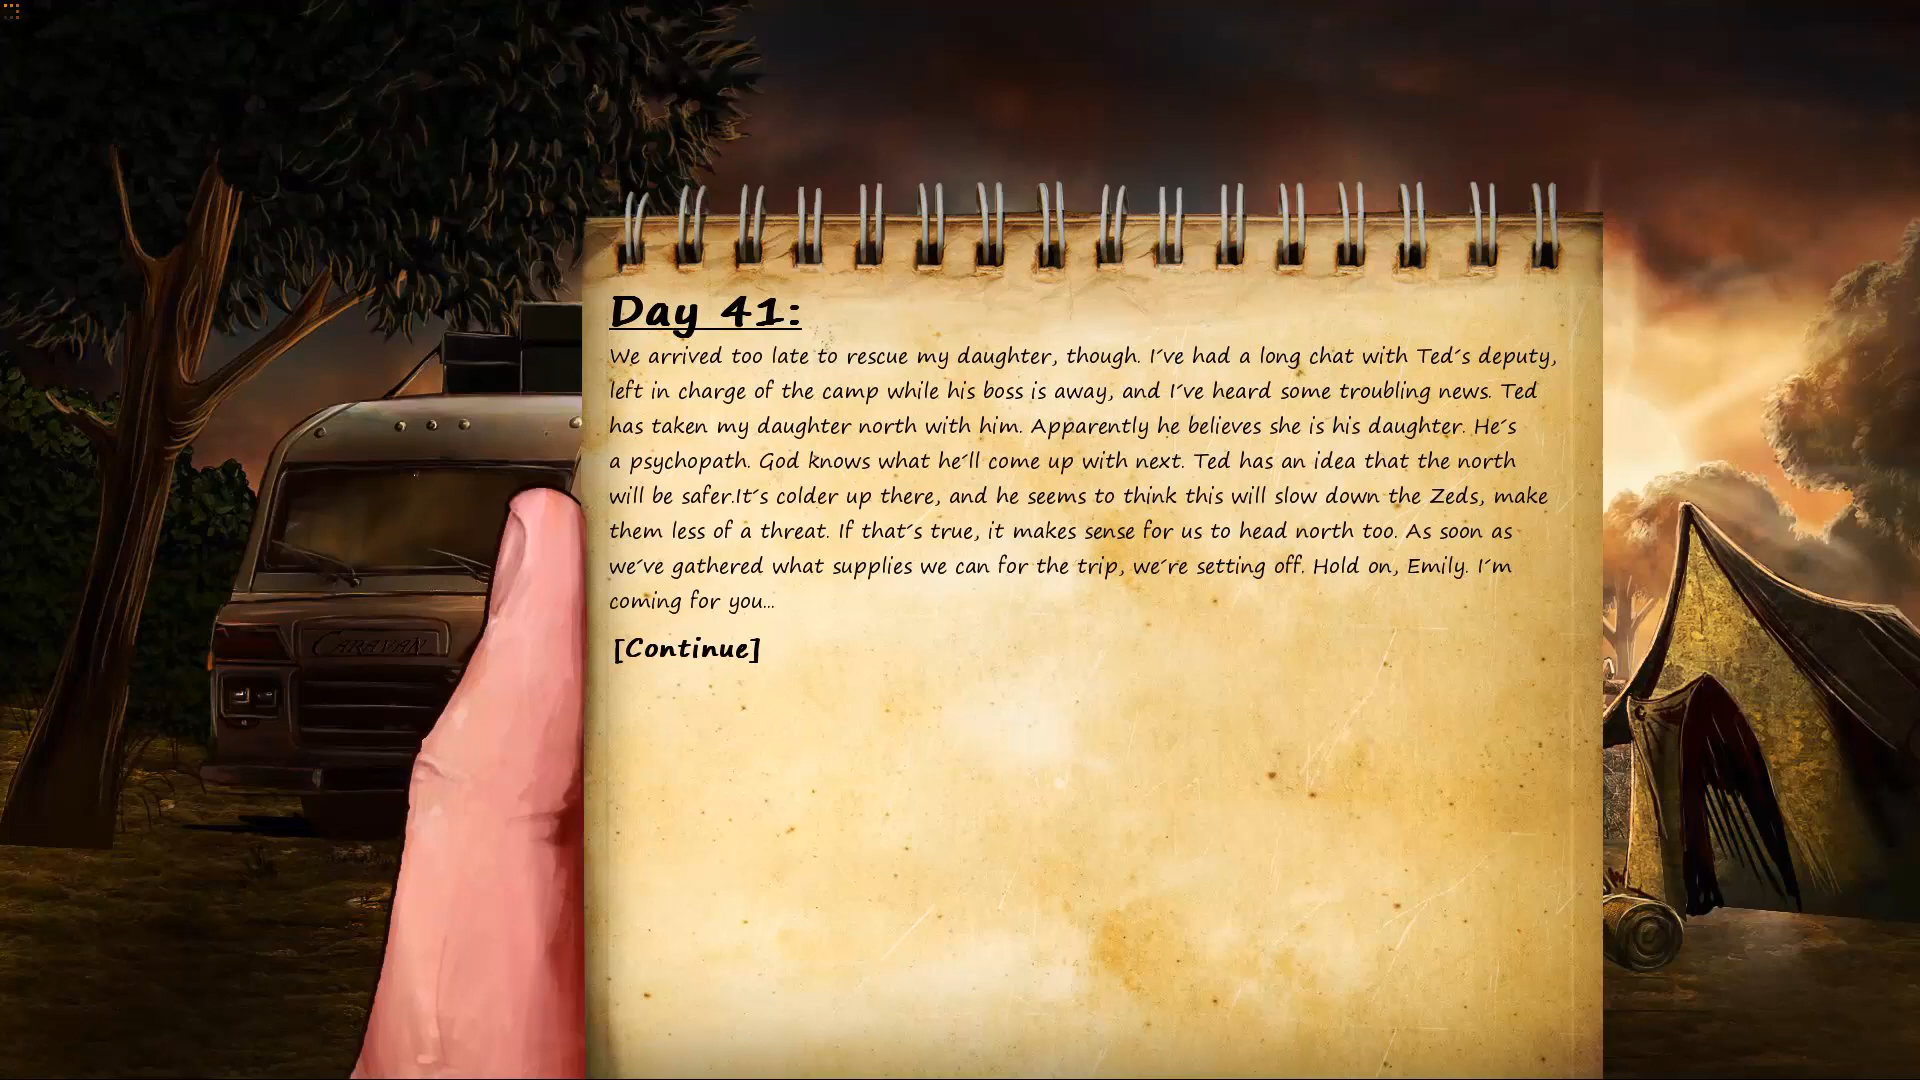 CARAVAN
Day 41:
We arrived too late to rescue my daughter, though. I´ve had a long chat with Ted´s deputy,
left in charge of the camp while his boss is away, and I´ve heard some troubling news. Ted
has taken my daughter north with him. Apparently he believes she is his daughter. He´s
a psychopath. God knows what he´ll come up with next. Ted has an idea that the north
will be safer.It´s colder up there, and he seems to think this will slow down the Zeds, make
them less of a threat. If that´s true, it makes sense for us to head north too. As soon as
we´ve gathered what supplies we can for the trip, we´re setting off. Hold on, Emily. I´m
coming for you...
[Continue]